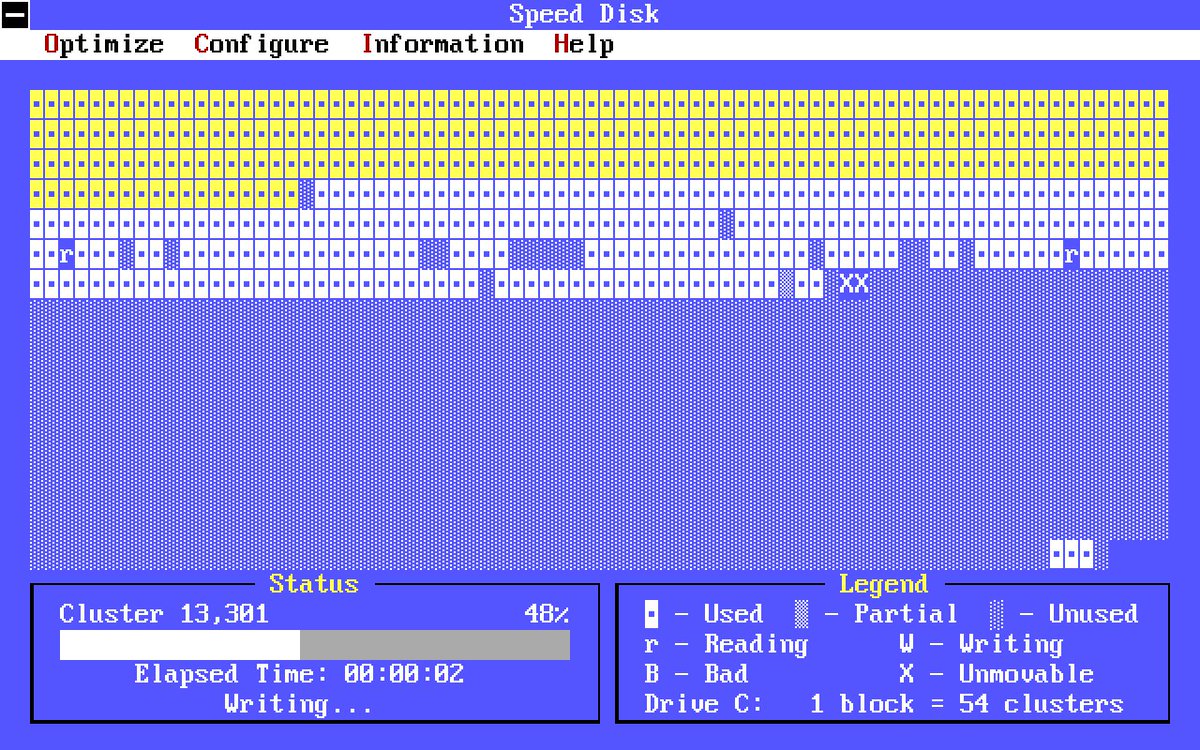 Speed Disk
Optimize Configure Information Help
r r
XX
Status
Cluster 13,301 48%
Elapsed Time: 00:00:02
Writing...
Legend
- Used - Partial - Unused
r - Reading W - Writing
B - Bad X - Unmovable
Drive C: 1 block = 54 clusters